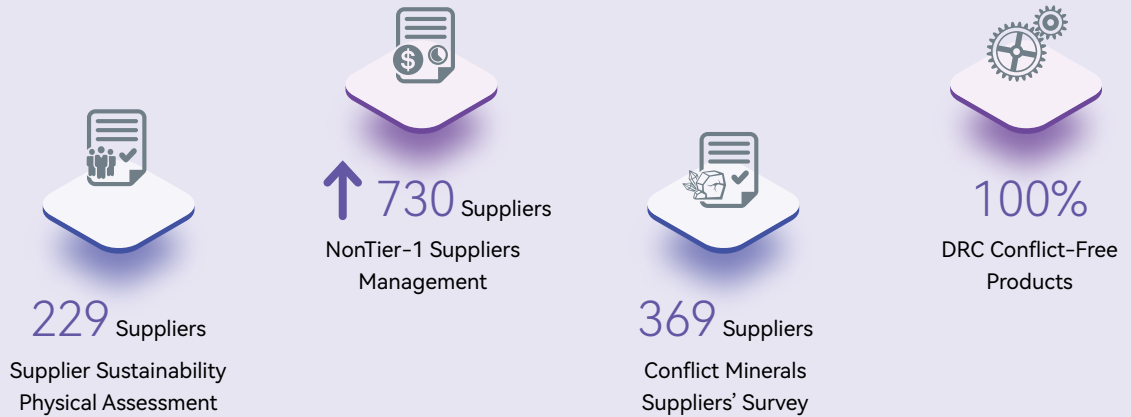 229 Suppliers
Supplier Sustainability
Physical Assessment
730 Suppliers
NonTier-1 Suppliers
Management
369 Suppliers
Conflict Minerals
Suppliers’ Survey
100%
DRC Conflict-Free
Products